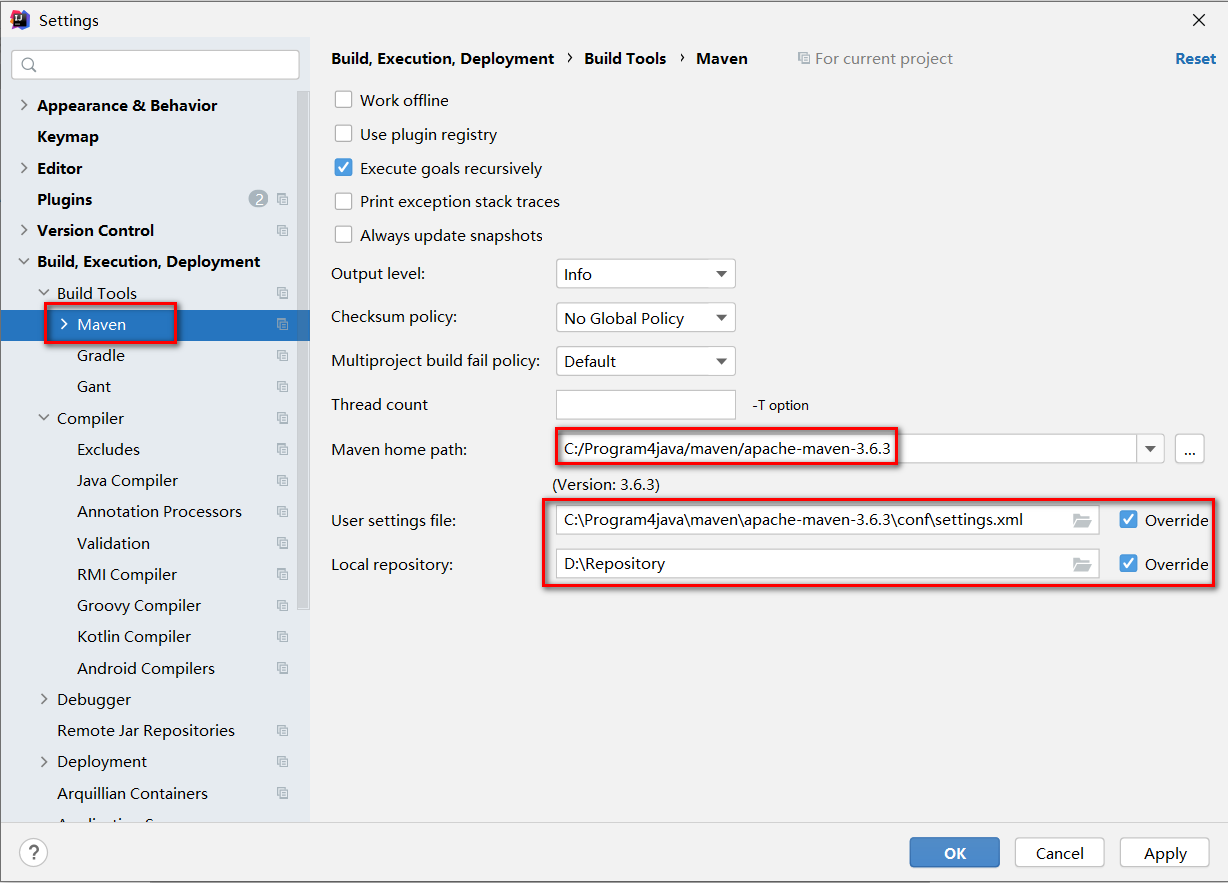 Settings
Build, Execution, Deployment › Build Tools › Maven For current project Reset
Appearance & Behavior
Keymap
Editor
Plugins 2
Version Control
Build, Execution, Deployment
Build Tools
Maven
Gradle
Gant
Compiler
Excludes
Java Compiler
Annotation Processors
Validation
RMI Compiler
Groovy Compiler
Kotlin Compiler
Android Compilers
Debugger
Remote Jar Repositories
Deployment
Arquillian Containers
Work offline
Use plugin registry
Execute goals recursively
Print exception stack traces
Always update snapshots
Output level: Info
Checksum policy: No Global Policy
Multiproject build fail policy: Default
Thread count -T option
Maven home path: C:/Program4java/maven/apache-maven-3.6.3 ...
(Version: 3.6.3)
User settings file: C:\Program4java\maven\apache-maven-3.6.3\conf\settings.xml Override
Local repository: D:\Repository Override
? OK Cancel Apply